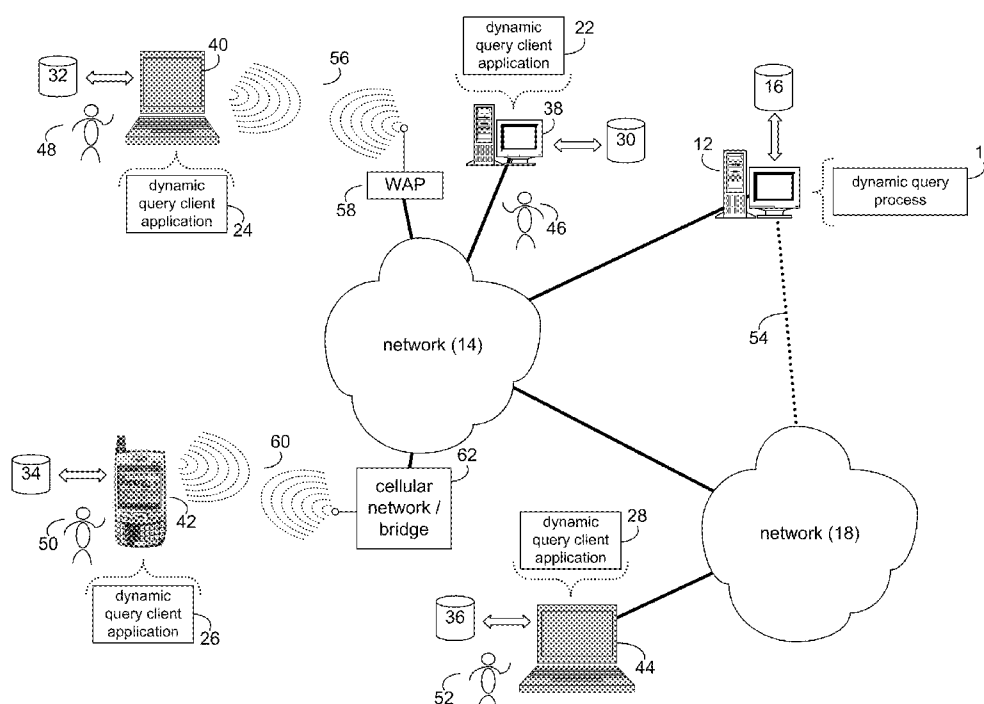 40
32
48
dynamic
query client
application
24
56
58
WAP
dynamic
query client
application
22
38
30
46
16
12
dynamic query
process
1
network (14)
54
34
42
50
60
62
cellular
network /
bridge
dynamic
query client
application
26
dynamic
query client
application
28
36
44
52
network (18)